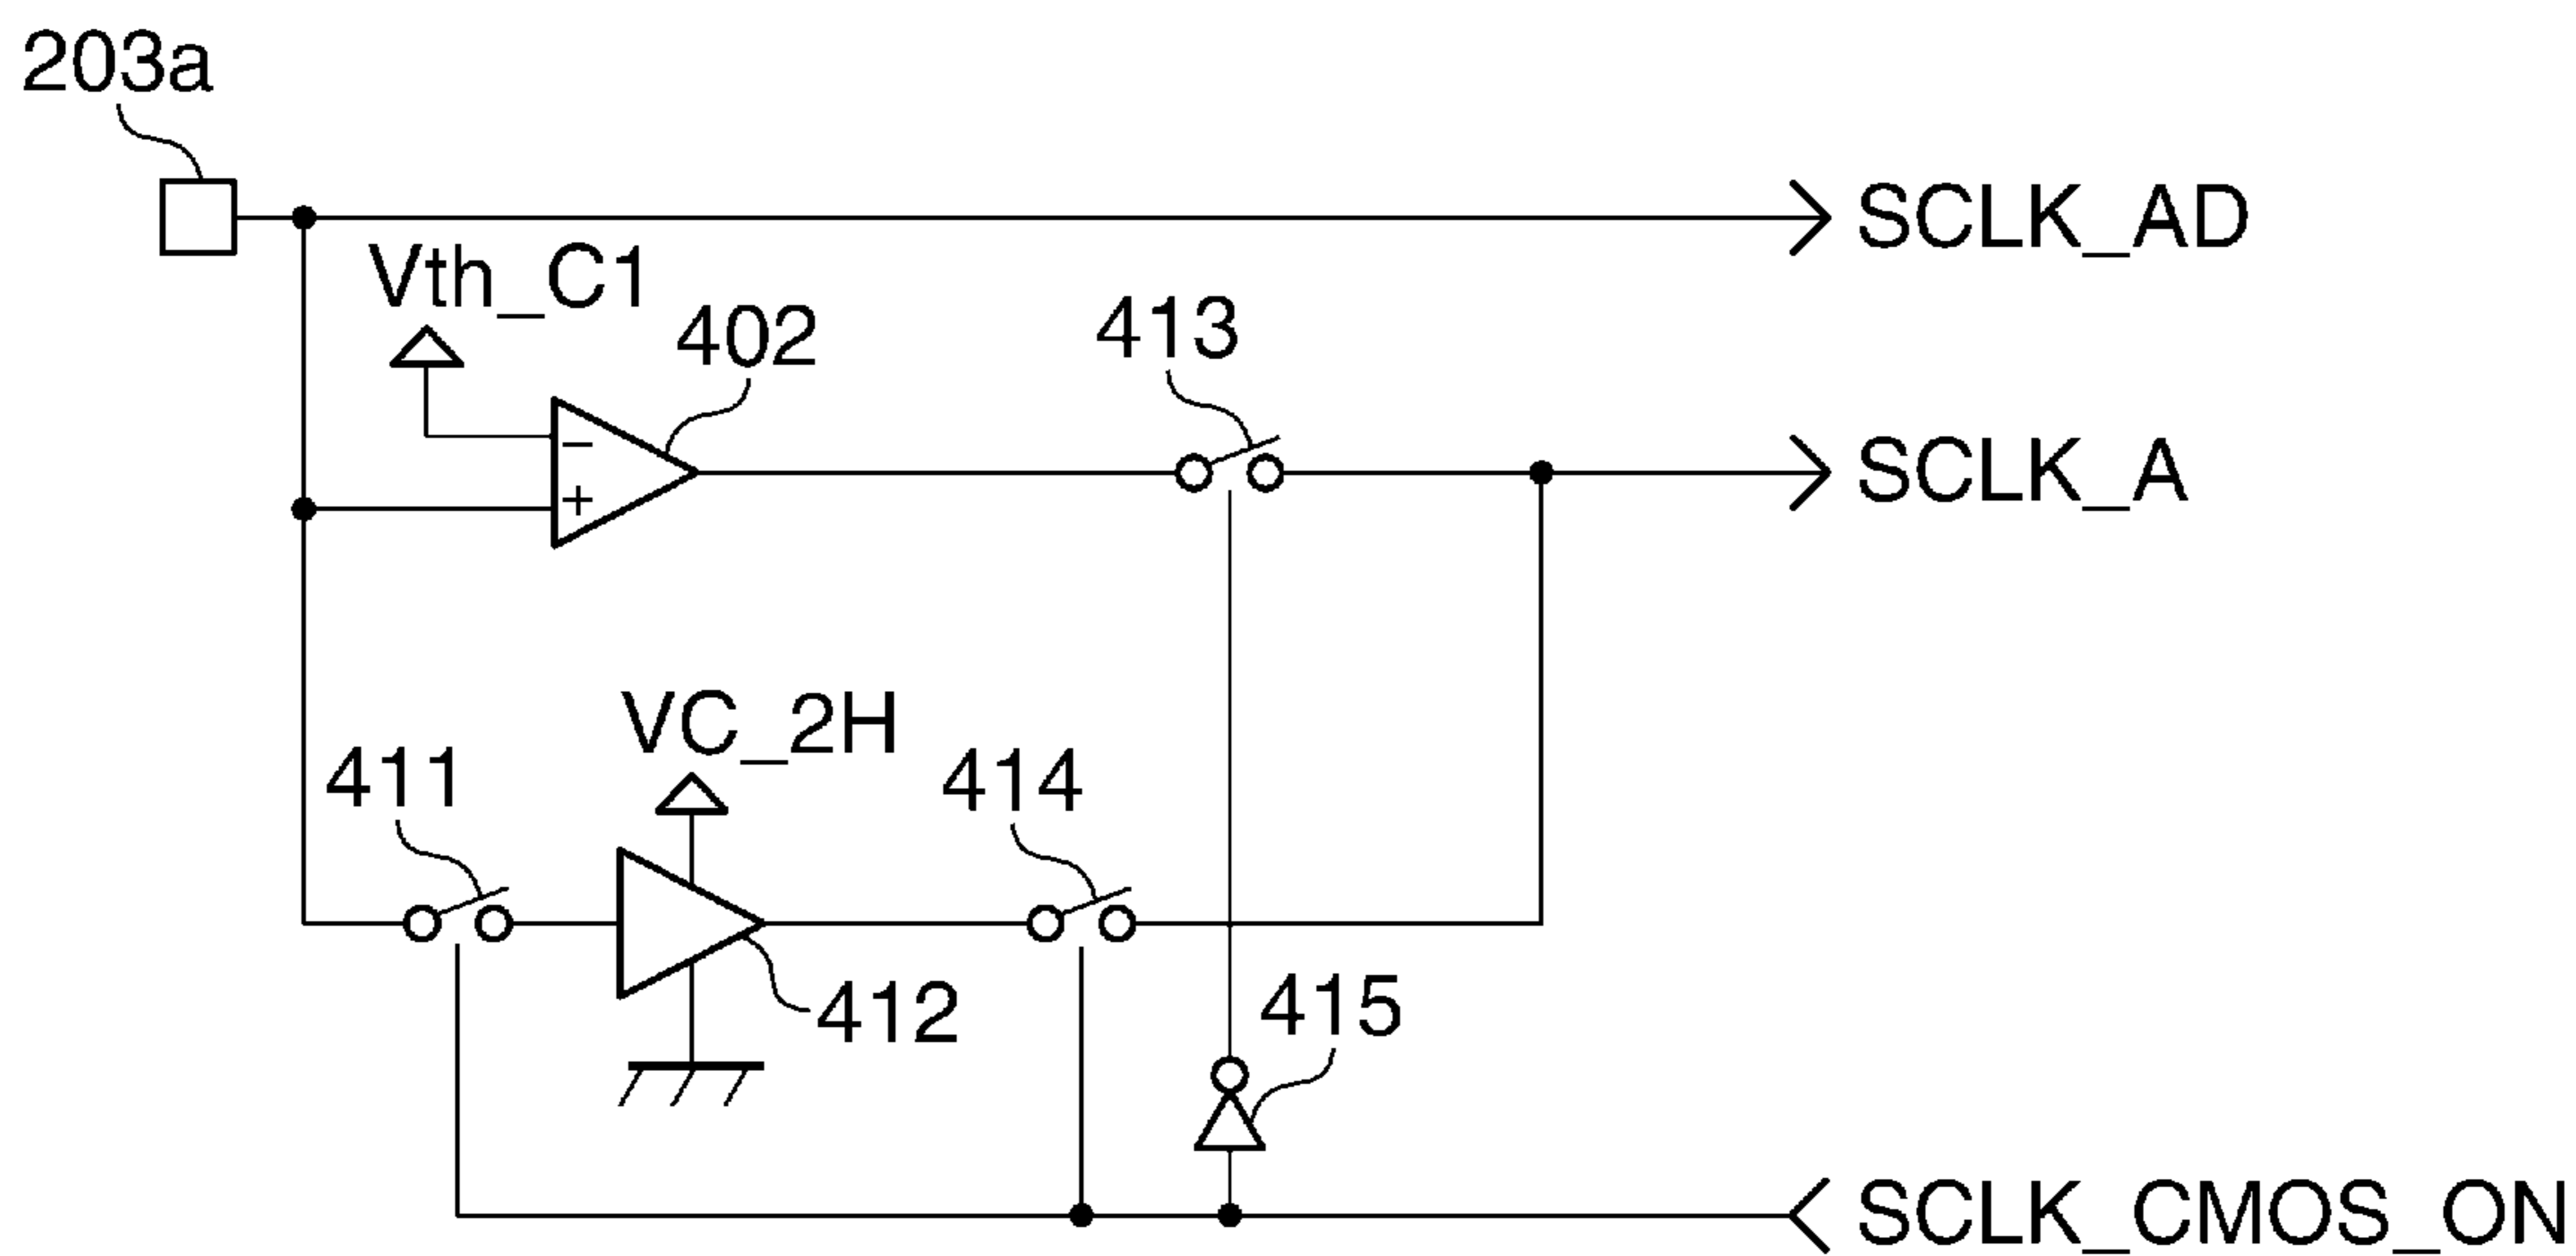 203a
SCLK_AD
Vth_C1
402
413
−
+
SCLK_A
VC_2H
411
414
412
415
SCLK_CMOS_ON